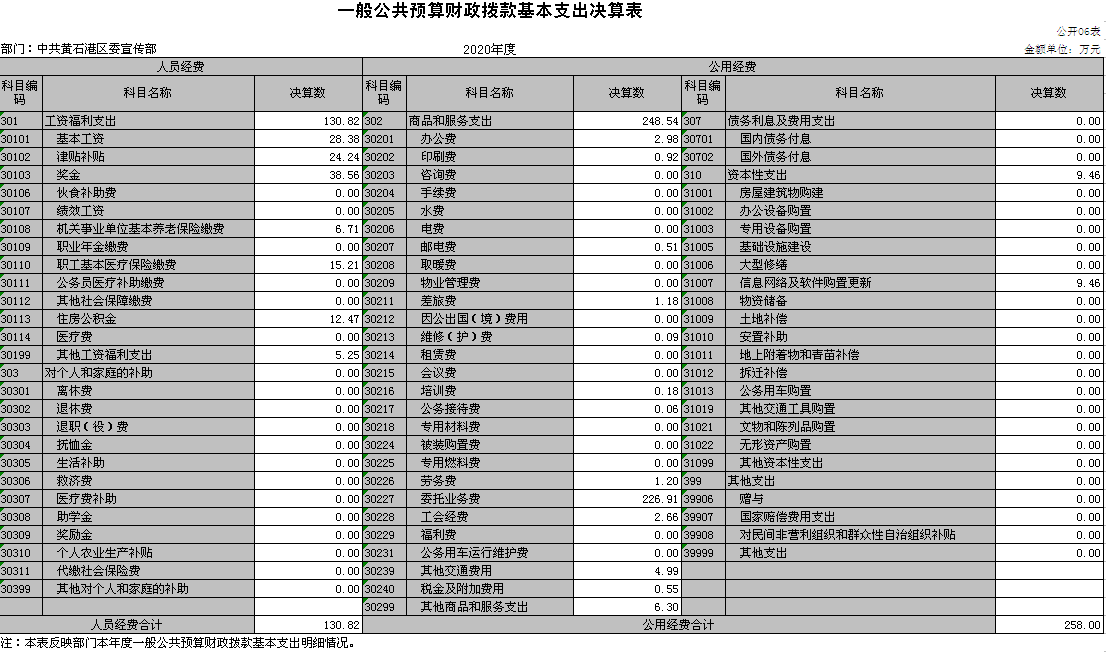 一般公共预算财政拨款基本支出决算表
公开06表
部门：中共黄石港区委宣传部 2020年度 金额单位：万元
人员经费 公用经费
科目编码 科目名称 决算数 科目编码 科目名称 决算数 科目编码 科目名称 决算数
301 工资福利支出 130.82 302 商品和服务支出 248.54 307 债务利息及费用支出 0.00
30101 基本工资 28.38 30201 办公费 2.98 30701 国内债务付息 0.00
30102 津贴补贴 24.24 30202 印刷费 0.92 30702 国外债务付息 0.00
30103 奖金 38.56 30203 咨询费 0.00 310 资本性支出 9.46
30106 伙食补助费 0.00 30204 手续费 0.00 31001 房屋建筑物购建 0.00
30107 绩效工资 0.00 30205 水费 0.00 31002 办公设备购置 0.00
30108 机关事业单位基本养老保险缴费 6.71 30206 电费 0.00 31003 专用设备购置 0.00
30109 职业年金缴费 0.00 30207 邮电费 0.51 31005 基础设施建设 0.00
30110 职工基本医疗保险缴费 15.21 30208 取暖费 0.00 31006 大型修缮 0.00
30111 公务员医疗补助缴费 0.00 30209 物业管理费 0.00 31007 信息网络及软件购置更新 9.46
30112 其他社会保障缴费 0.00 30211 差旅费 1.18 31008 物资储备 0.00
30113 住房公积金 12.47 30212 因公出国（境）费用 0.00 31009 土地补偿 0.00
30114 医疗费 0.00 30213 维修（护）费 0.09 31010 安置补助 0.00
30199 其他工资福利支出 5.25 30214 租赁费 0.00 31011 地上附着物和青苗补偿 0.00
303 对个人和家庭的补助 0.00 30215 会议费 0.00 31012 拆迁补偿 0.00
30301 离休费 0.00 30216 培训费 0.18 31013 公务用车购置 0.00
30302 退休费 0.00 30217 公务接待费 0.06 31019 其他交通工具购置 0.00
30303 退职（役）费 0.00 30218 专用材料费 0.00 31021 文物和陈列品购置 0.00
30304 抚恤金 0.00 30224 被装购置费 0.00 31022 无形资产购置 0.00
30305 生活补助 0.00 30225 专用燃料费 0.00 31099 其他资本性支出 0.00
30306 救济费 0.00 30226 劳务费 1.20 399 其他支出 0.00
30307 医疗费补助 0.00 30227 委托业务费 226.91 39906 赠与 0.00
30308 助学金 0.00 30228 工会经费 2.66 39907 国家赔偿费用支出 0.00
30309 奖励金 0.00 30229 福利费 0.00 39908 对民间非营利组织和群众性自治组织补贴 0.00
30310 个人农业生产补贴 0.00 30231 公务用车运行维护费 0.00 39999 其他支出 0.00
30311 代缴社会保险费 0.00 30239 其他交通费用 4.99
30399 其他对个人和家庭的补助 0.00 30240 税金及附加费用 0.55
30299 其他商品和服务支出 6.30
人员经费合计 130.82 公用经费合计 258.00
注：本表反映部门本年度一般公共预算财政拨款基本支出明细情况。